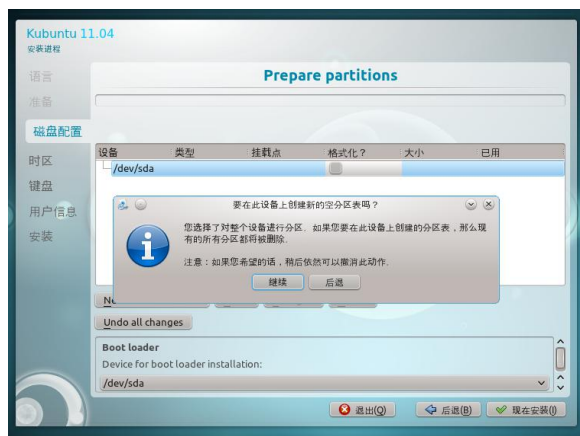 Kubuntu 11.04
安装进程
语言
Prepare partitions
准备
磁盘配置
设备 类型 挂载点 格式化？ 大小 已用
时区
/dev/sda
键盘
用户信息
安装
要在此设备上创建新的空分区表吗？
您选择了对整个设备进行分区．如果您要在此设备上创建的分区表，那么现
有的所有分区都将被删除．
注意：如果您希望的话，稍后依然可以撤消此动作．
继续 后退
Undo all changes
Boot loader
Device for boot loader installation:
/dev/sda
退出(Q) 后退(B) 现在安装(I)